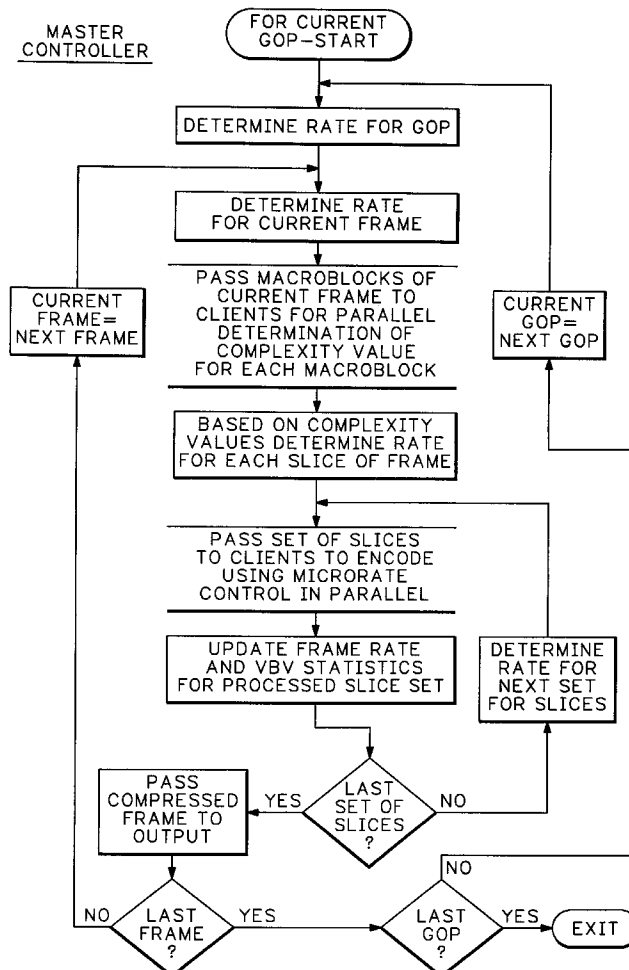 MASTER
CONTROLLER
FOR CURRENT
GOP-START
DETERMINE RATE FOR GOP
DETERMINE RATE
FOR CURRENT FRAME
PASS MACROBLOCKS OF
CURRENT FRAME TO
CLIENTS FOR PARALLEL
DETERMINATION OF
COMPLEXITY VALUE
FOR EACH MACROBLOCK
CURRENT
FRAME=
NEXT FRAME
CURRENT
GOP=
NEXT GOP
BASED ON COMPLEXITY
VALUES DETERMINE RATE
FOR EACH SLICE OF FRAME
PASS SET OF SLICES
TO CLIENTS TO ENCODE
USING MICRORATE
CONTROL IN PARALLEL
UPDATE FRAME RATE
AND VBV STATISTICS
FOR PROCESSED SLICE SET
DETERMINE
RATE FOR
NEXT SET
FOR SLICES
LAST
SET OF
SLICES
?
YES
NO
PASS
COMPRESSED
FRAME TO
OUTPUT
LAST
FRAME
?
NO
YES
LAST
GOP
?
NO
YES
EXIT